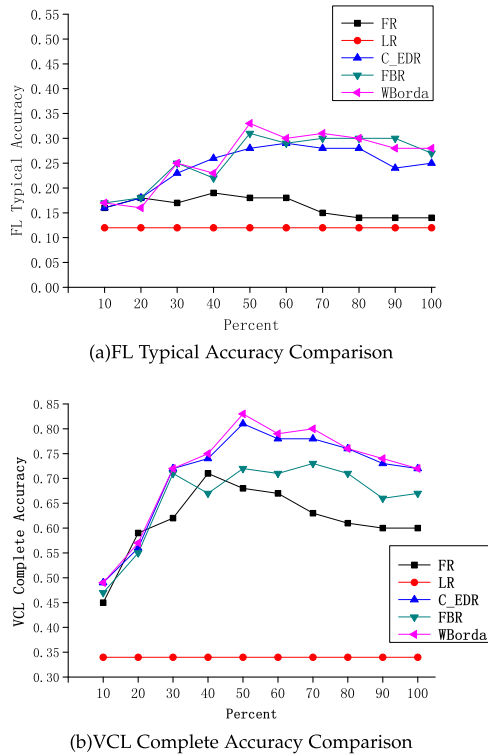 0.55
0.50
0.45
0.40
0.35
0.30
0.25
0.20
0.15
0.10
0.05
0.00
FL Typical Accuracy
FR
LR
C_EDR
FBR
WBorda
10 20 30 40 50 60 70 80 90 100
Percent
(a)FL Typical Accuracy Comparison
0.85
0.80
0.75
0.70
0.65
0.60
0.55
0.50
0.45
0.40
0.35
0.30
VCL Complete Accuracy
FR
LR
C_EDR
FBR
WBorda
10 20 30 40 50 60 70 80 90 100
Percent
(b)VCL Complete Accuracy Comparison